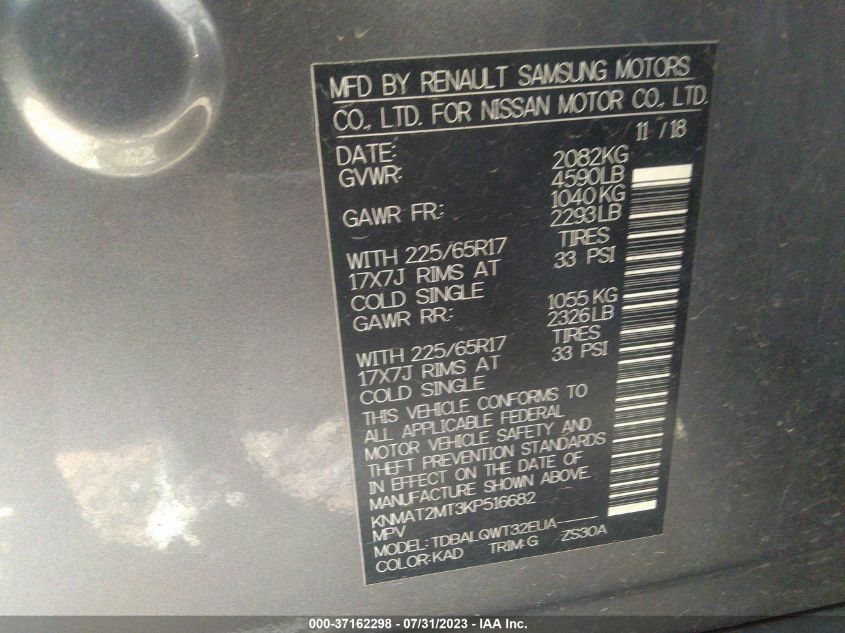 MFD BY RENAULT SAMSUNG MOTORS
CO., LTD. FOR NISSAN MOTOR CO., LTD.
DATE: 11 / 18
GVWR: 2082KG
4590LB
GAWR FR: 1040KG
2293LB
WITH 225/65R17 TIRES
17X7J RIMS AT 33 PSI
COLD SINGLE
GAWR RR: 1055KG
2326LB
WITH 225/65R17 TIRES
17X7J RIMS AT 33 PSI
COLD SINGLE
THIS VEHICLE CONFORMS TO
ALL APPLICABLE FEDERAL
MOTOR VEHICLE SAFETY AND
THEFT PREVENTION STANDARDS
IN EFFECT ON THE DATE OF
MANUFACTURE SHOWN ABOVE.
KNMAT2MT3KP516682
MPV
MODEL: TDBALQWT32EUA-----
COLOR: KAD TRIM: G ZS30A
000-37162298 - 07/31/2023 - IAA Inc.